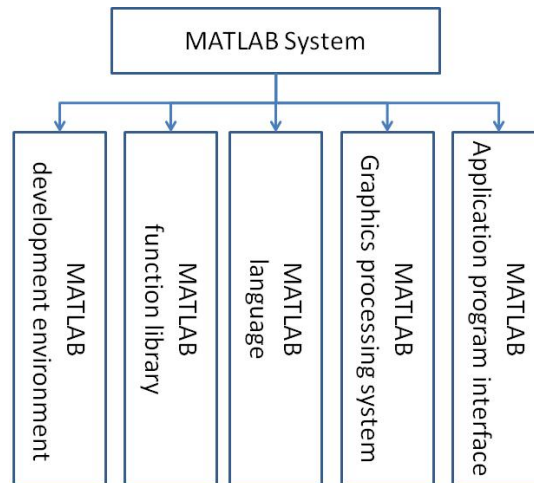 MATLAB System
MATLAB
development environment
MATLAB
function library
MATLAB
language
MATLAB
Graphics processing system
MATLAB
Application program interface